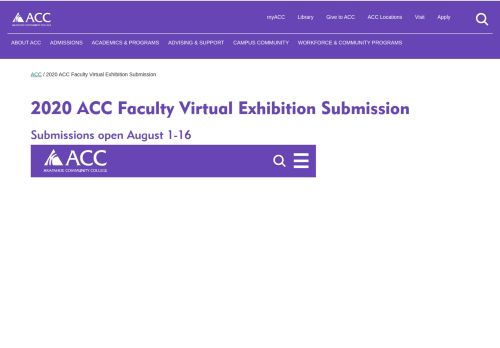 ACC
ARAPAHOE COMMUNITY COLLEGE
myACC Library Give to ACC ACC Locations Visit Apply
ABOUT ACC ADMISSIONS ACADEMICS & PROGRAMS ADVISING & SUPPORT CAMPUS COMMUNITY WORKFORCE & COMMUNITY PROGRAMS
ACC / 2020 ACC Faculty Virtual Exhibition Submission
2020 ACC Faculty Virtual Exhibition Submission
Submissions open August 1-16
ACC
ARAPAHOE COMMUNITY COLLEGE